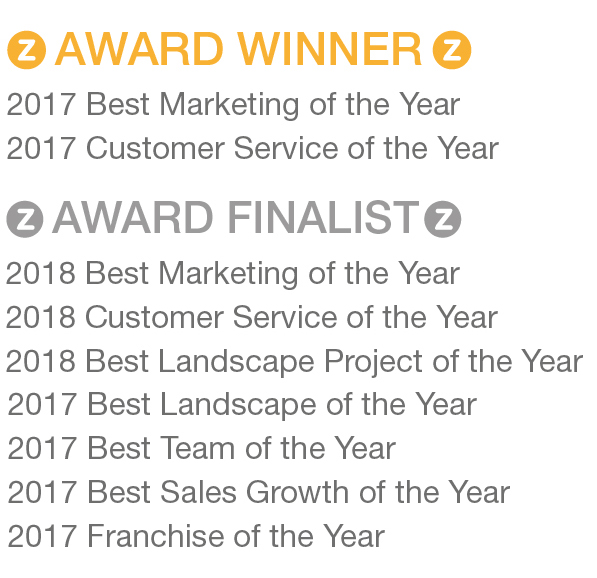 Z AWARD WINNER Z
2017 Best Marketing of the Year
2017 Customer Service of the Year
Z AWARD FINALIST Z
2018 Best Marketing of the Year
2018 Customer Service of the Year
2018 Best Landscape Project of the Year
2017 Best Landscape of the Year
2017 Best Team of the Year
2017 Best Sales Growth of the Year
2017 Franchise of the Year